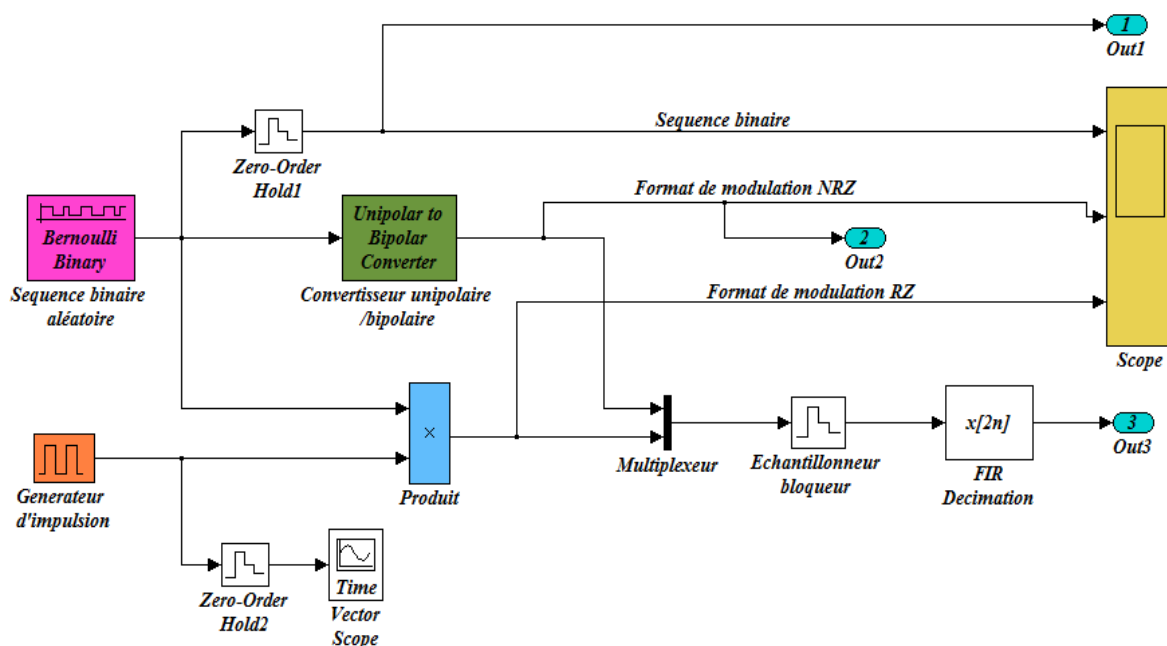 1
Out1
Sequence binaire
Zero-Order
Hold1
Format de modulation NRZ
Bernoulli
Binary
Sequence binaire
aléatoire
Unipolar to
Bipolar
Converter
Convertisseur unipolaire
/bipolaire
2
Out2
Format de modulation RZ
Scope
×
Produit
Multiplexeur
Echantillonneur
bloqueur
x[2n]
FIR
Decimation
3
Out3
Generateur
d'impulsion
Zero-Order
Hold2
Time
Vector
Scope